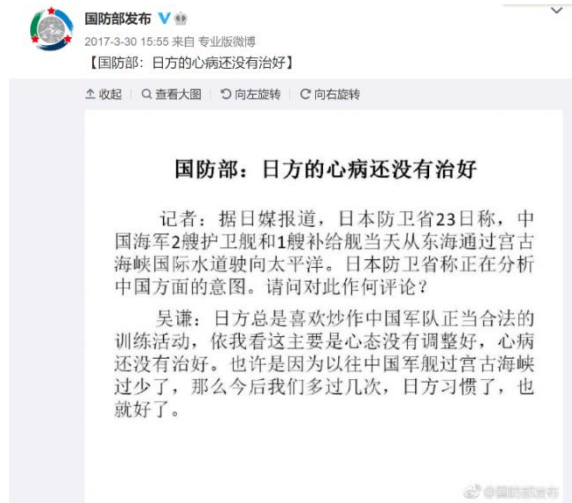 国防部发布
2017-3-30 15:55 来自 专业版微博
【国防部：日方的心病还没有治好】
收起 查看大图 向左旋转 向右旋转
国防部：日方的心病还没有治好
记者：据日媒报道，日本防卫省23日称，中
国海军2艘护卫舰和1艘补给舰当天从东海通过宫古
海峡国际水道驶向太平洋。日本防卫省称正在分析
中国方面的意图。请问对此作何评论？
吴谦：日方总是喜欢炒作中国军队正当合法的
训练活动，依我看这主要是心态没有调整好，心病
还没有治好。也许是因为以往中国军舰过宫古海峡
过少了，那么今后我们多过几次，日方习惯了，也
就好了。
@国防部发布